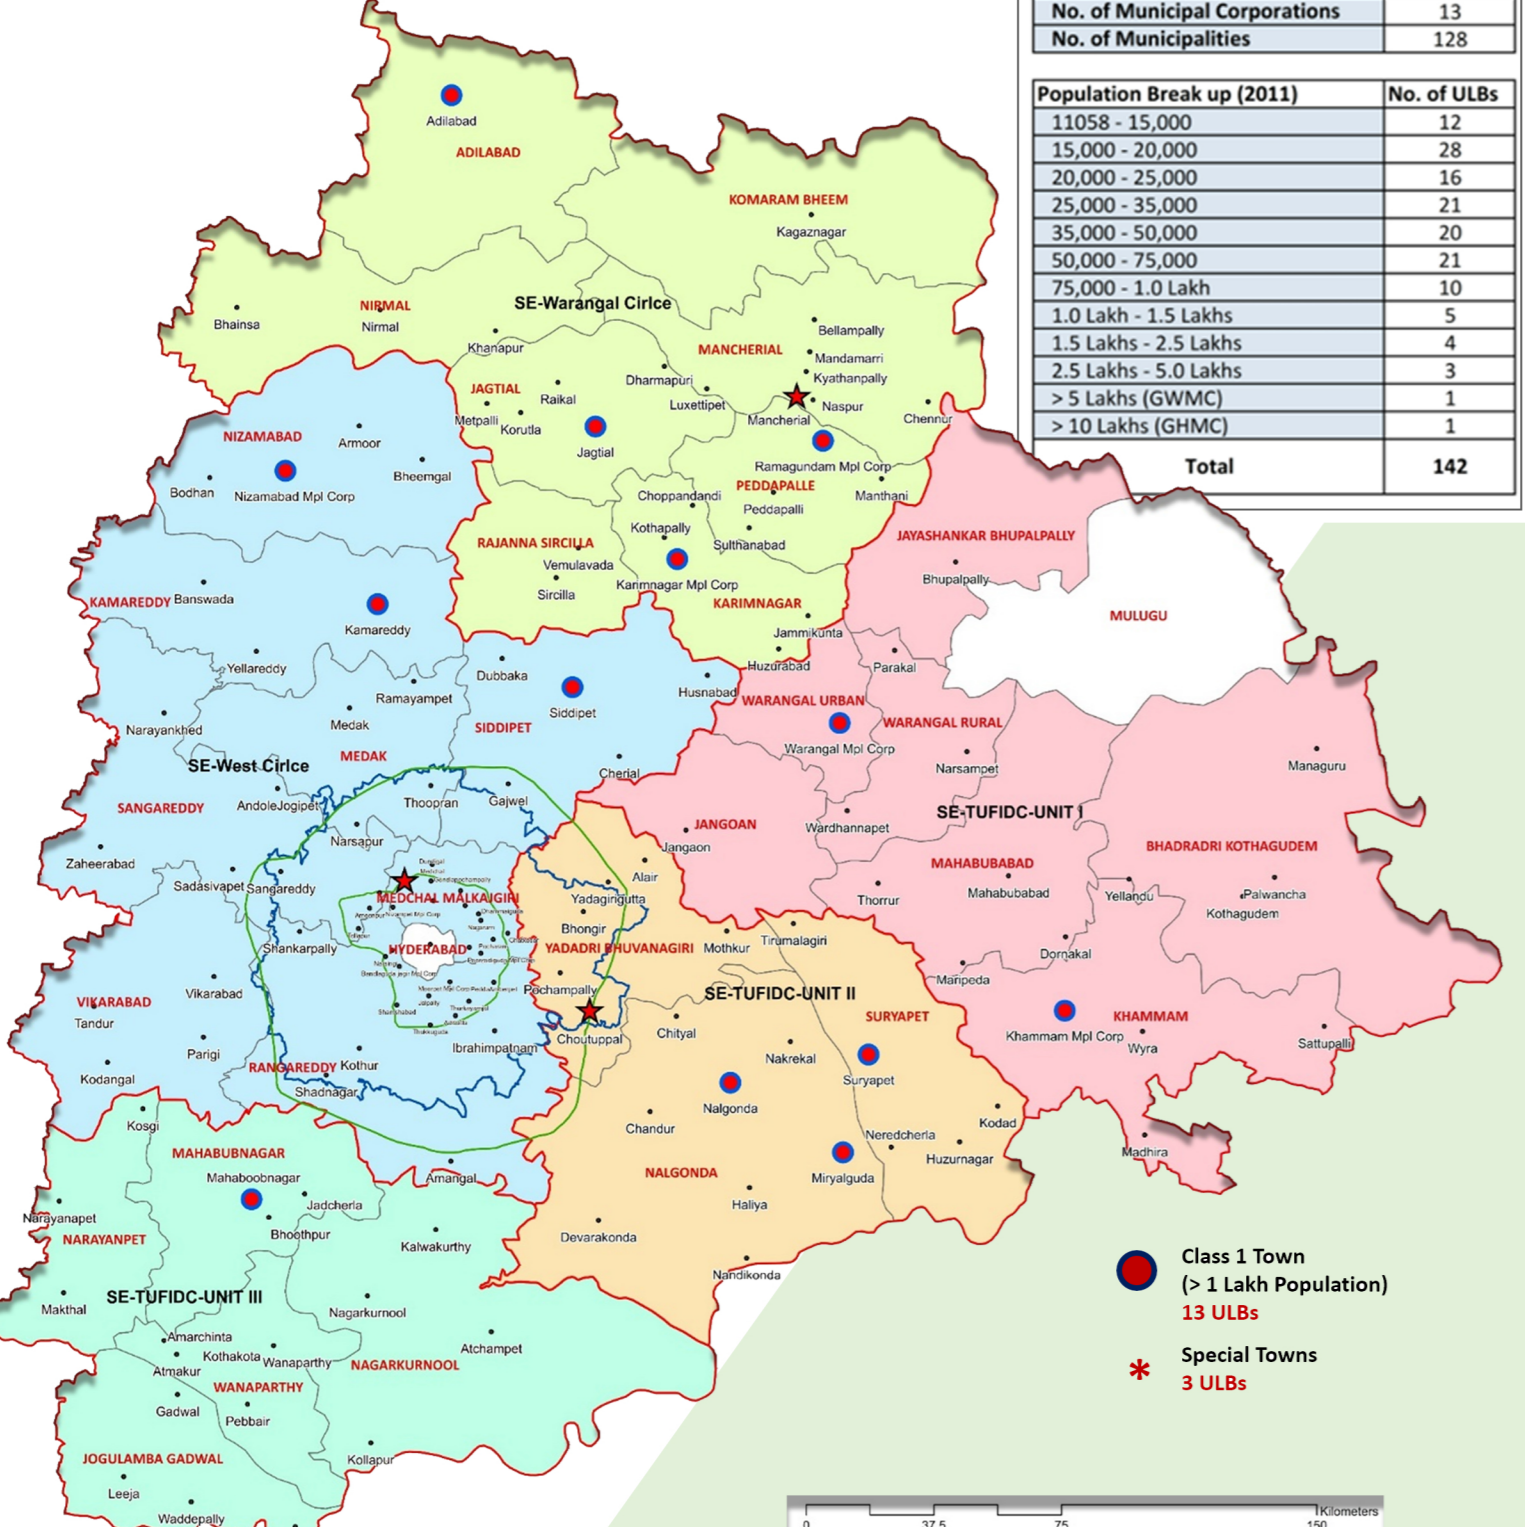 No. of Municipal Corporations 13
No. of Municipalities 128
Population Break up (2011) No. of ULBs
11058 - 15,000 12
15,000 - 20,000 28
20,000 - 25,000 16
25,000 - 35,000 21
35,000 - 50,000 20
50,000 - 75,000 21
75,000 - 1.0 Lakh 10
1.0 Lakh - 1.5 Lakhs 5
1.5 Lakhs - 2.5 Lakhs 4
2.5 Lakhs - 5.0 Lakhs 3
> 5 Lakhs (GWMC) 1
> 10 Lakhs (GHMC) 1
Total 142
Adilabad
ADILABAD
KOMARAM BHEEM
Kagaznagar
SE-Warangal Cirlce
NIRMAL
Nirmal
Bhainsa
Khanapur
Bellampally
MANCHERIAL
Mandamarri
Kyathanpally
Dharmapuri
JAGTIAL
Raikal
Luxettipet
Naspur
Metpalli
Korutla
Mancherial
Chennur
Jagtial
Ramagundam Mpl Corp
PEDDAPALLE
Manthani
Choppandandi
Peddapalli
Kothapally
RAJANNA SIRCILLA
Sulthanabad
Vemulavada
Karimnagar Mpl Corp
Sircilla
KARIMNAGAR
Jammikunta
Huzurabad
NIZAMABAD
Armoor
Bheemgal
Bodhan
Nizamabad Mpl Corp
KAMAREDDY
Banswada
Kamareddy
Yellareddy
Dubbaka
Ramayampet
Husnabad
Siddipet
Narayankhed
Medak
SIDDIPET
MEDAK
SE-West Cirlce
Cherial
SANGAREDDY
AndoleJogipet
Thoopran
Gajwel
Narsapur
Zaheerabad
Sadasivapet
Sangareddy
MEDCHAL MALKAJGIRI
HYDERABAD
Shankarpally
VIKARABAD
Vikarabad
Tandur
Parigi
Kodangal
Ibrahimpatnam
RANGAREDDY
Kothur
Shadnagar
Amangal
JAYASHANKAR BHUPALPALLY
Bhupalpally
MULUGU
Parakal
WARANGAL URBAN
WARANGAL RURAL
Warangal Mpl Corp
Narsampet
Managuru
SE-TUFIDC-UNIT I
JANGOAN
Jangaon
Wardhannapet
BHADRADRI KOTHAGUDEM
MAHABUBABAD
Mahabubabad
Thorrur
Yellandu
Palwancha
Kothagudem
Dornakal
Maripeda
KHAMMAM
Khammam Mpl Corp
Wyra
Sattupalli
Madhira
Alair
Yadagirigutta
Bhongir
YADADRI BHUVANAGIRI
Mothkur
Tirumalagiri
Pochampally
SE-TUFIDC-UNIT II
SURYAPET
Choutuppal
Chityal
Nakrekal
Suryapet
Nalgonda
Chandur
Kodad
Neredcherla
Huzurnagar
NALGONDA
Miryalguda
Haliya
Devarakonda
Nandikonda
Kosgi
MAHABUBNAGAR
Mahaboobnagar
Jadcherla
Narayanapet
Bhoothpur
NARAYANPET
Kalwakurthy
SE-TUFIDC-UNIT III
Makthal
Nagarkurnool
Amarchinta
Kothakota
Wanaparthy
Atchampet
Atmakur
NAGARKURNOOL
WANAPARTHY
Gadwal
Pebbair
JOGULAMBA GADWAL
Kollapur
Leeja
Waddepally
Class 1 Town
(> 1 Lakh Population)
13 ULBs
* Special Towns
3 ULBs
Kilometers
0 37.5 75 150